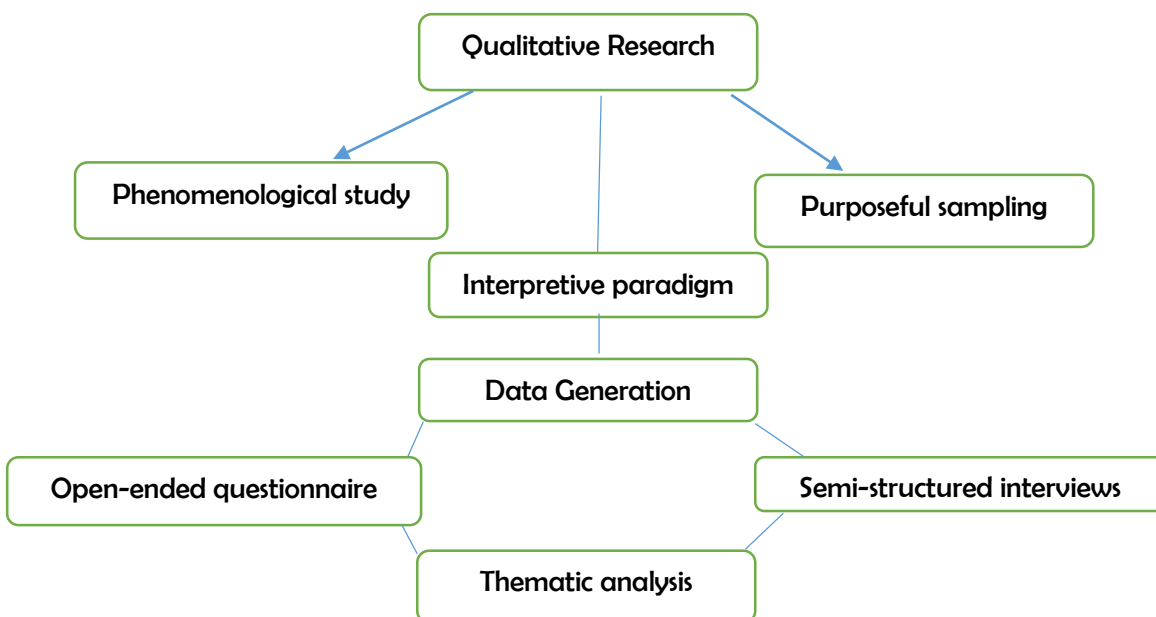 Qualitative Research
Phenomenological study
Purposeful sampling
Interpretive paradigm
Data Generation
Open-ended questionnaire
Semi-structured interviews
Thematic analysis